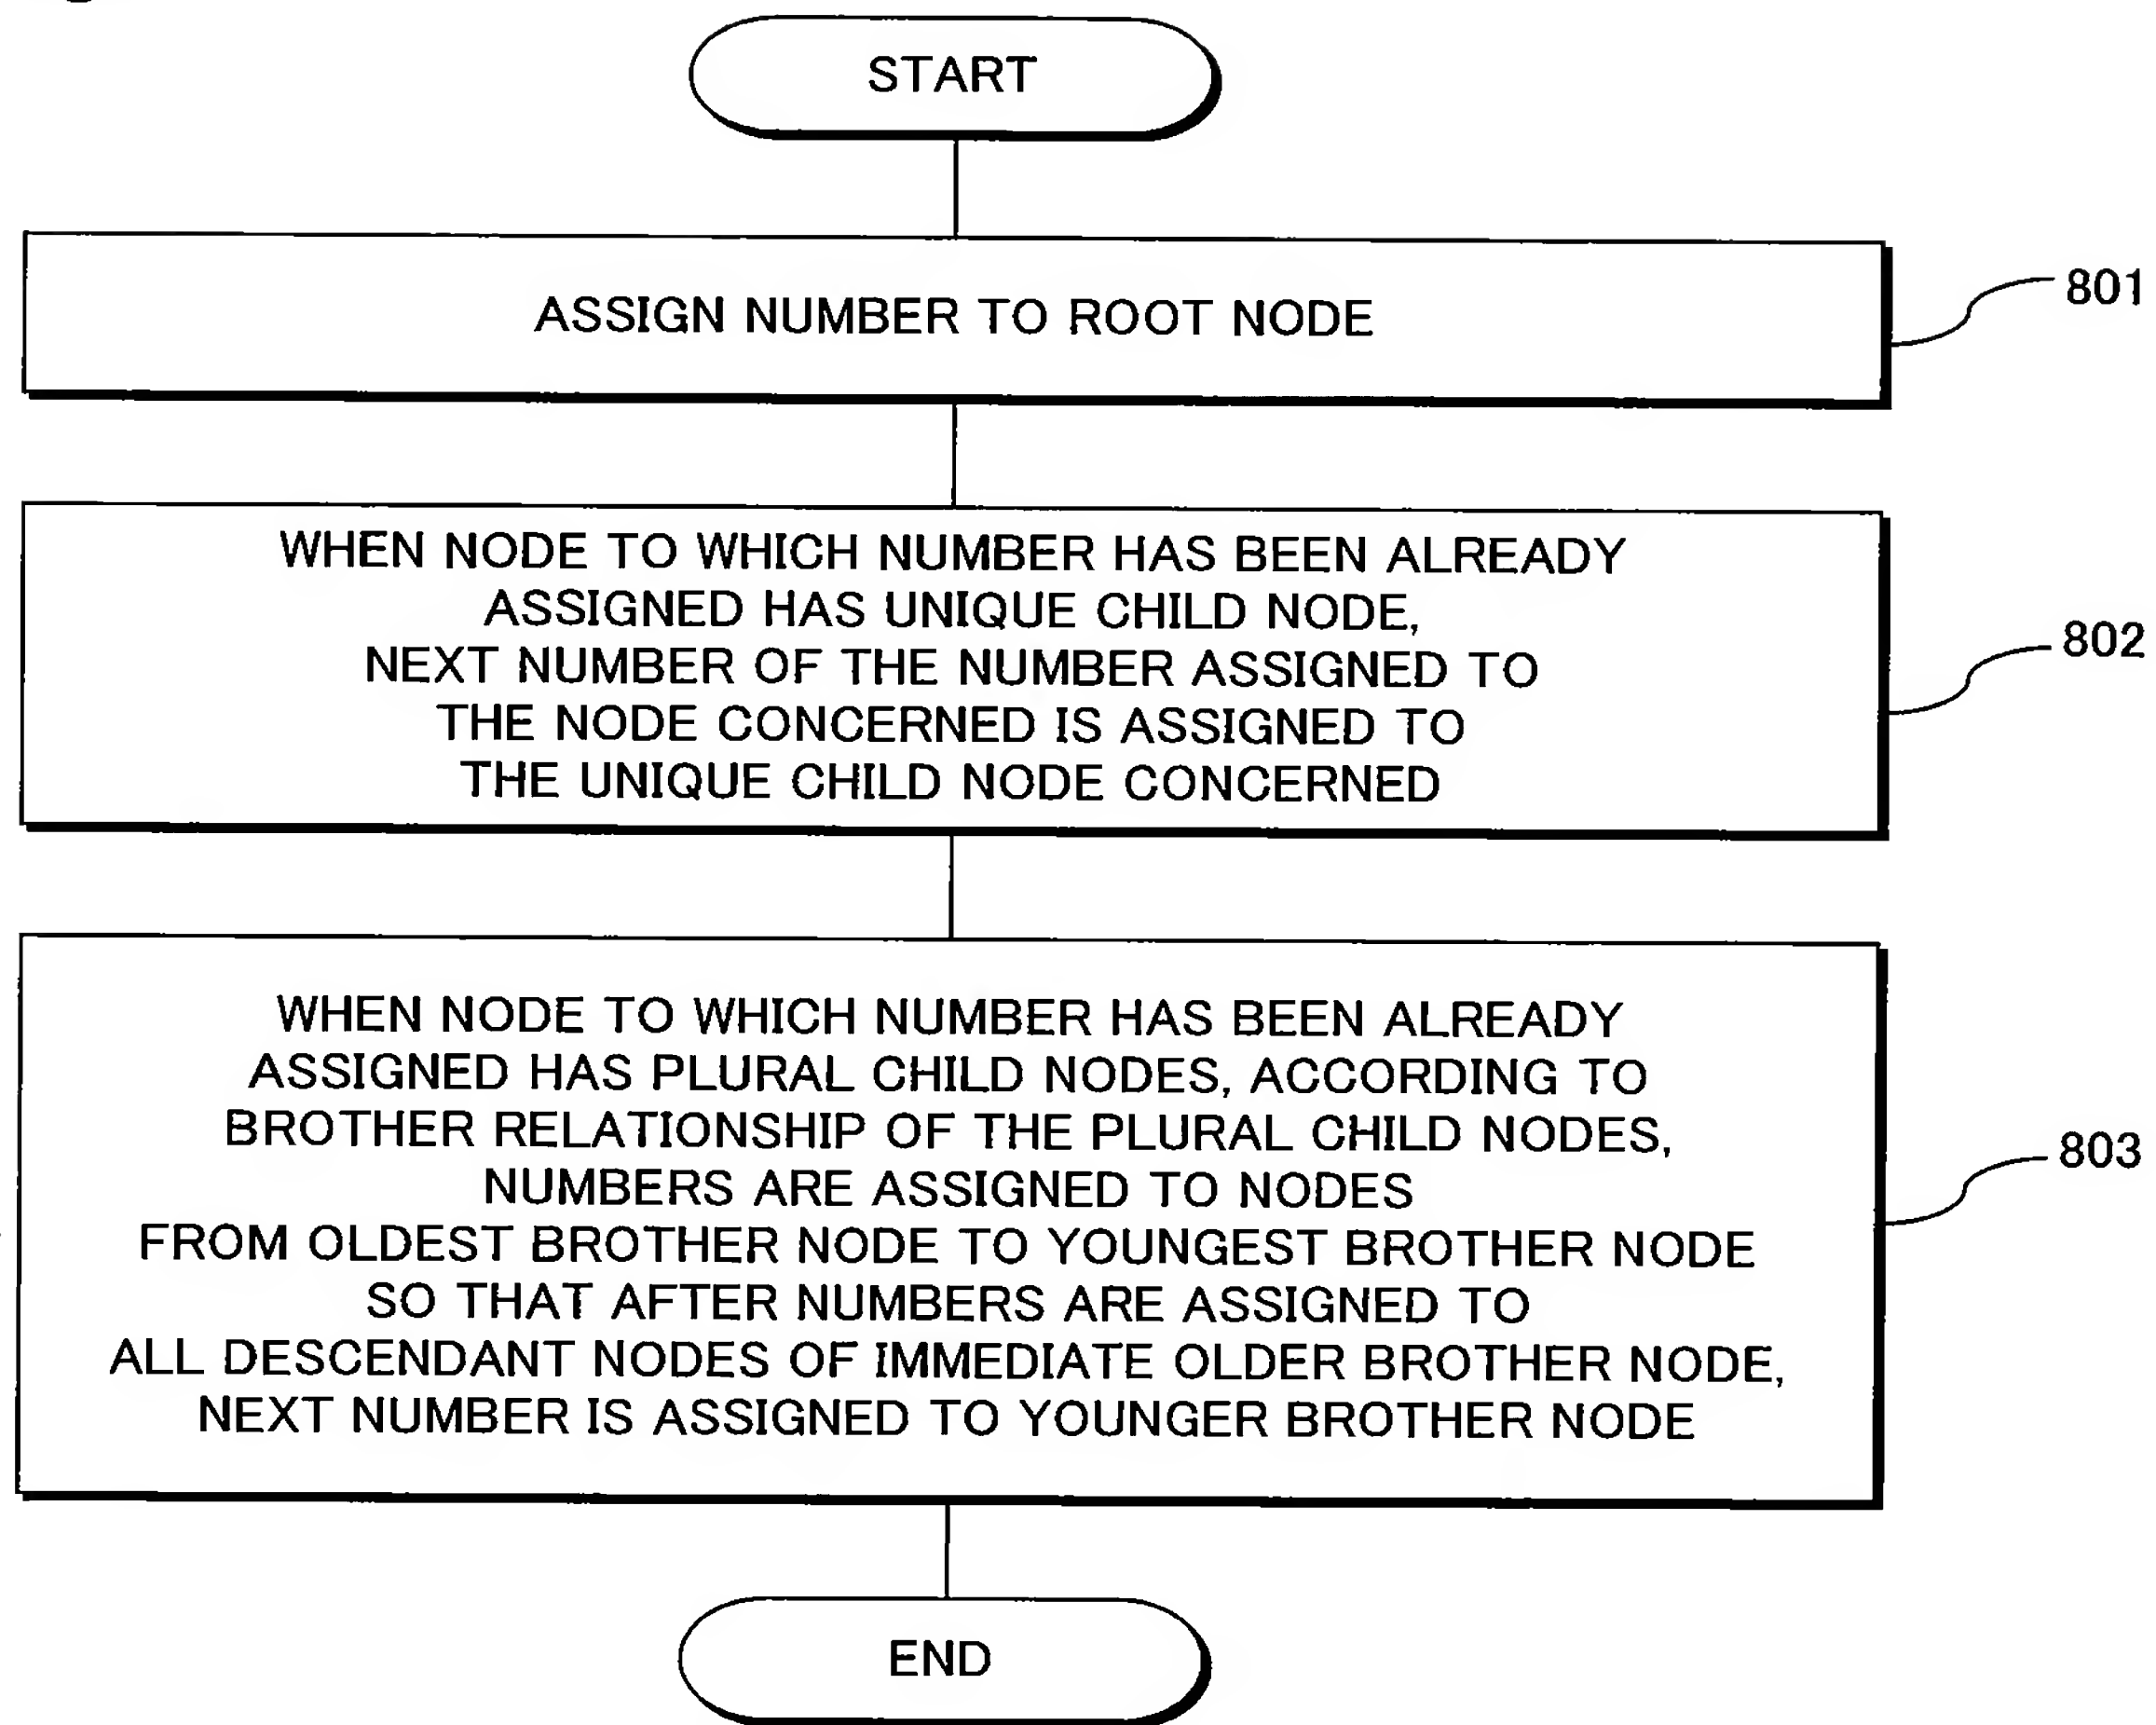 START
ASSIGN NUMBER TO ROOT NODE
801
WHEN NODE TO WHICH NUMBER HAS BEEN ALREADY
ASSIGNED HAS UNIQUE CHILD NODE,
NEXT NUMBER OF THE NUMBER ASSIGNED TO
THE NODE CONCERNED IS ASSIGNED TO
THE UNIQUE CHILD NODE CONCERNED
802
WHEN NODE TO WHICH NUMBER HAS BEEN ALREADY
ASSIGNED HAS PLURAL CHILD NODES, ACCORDING TO
BROTHER RELATIONSHIP OF THE PLURAL CHILD NODES,
NUMBERS ARE ASSIGNED TO NODES
FROM OLDEST BROTHER NODE TO YOUNGEST BROTHER NODE
SO THAT AFTER NUMBERS ARE ASSIGNED TO
ALL DESCENDANT NODES OF IMMEDIATE OLDER BROTHER NODE,
NEXT NUMBER IS ASSIGNED TO YOUNGER BROTHER NODE
803
END